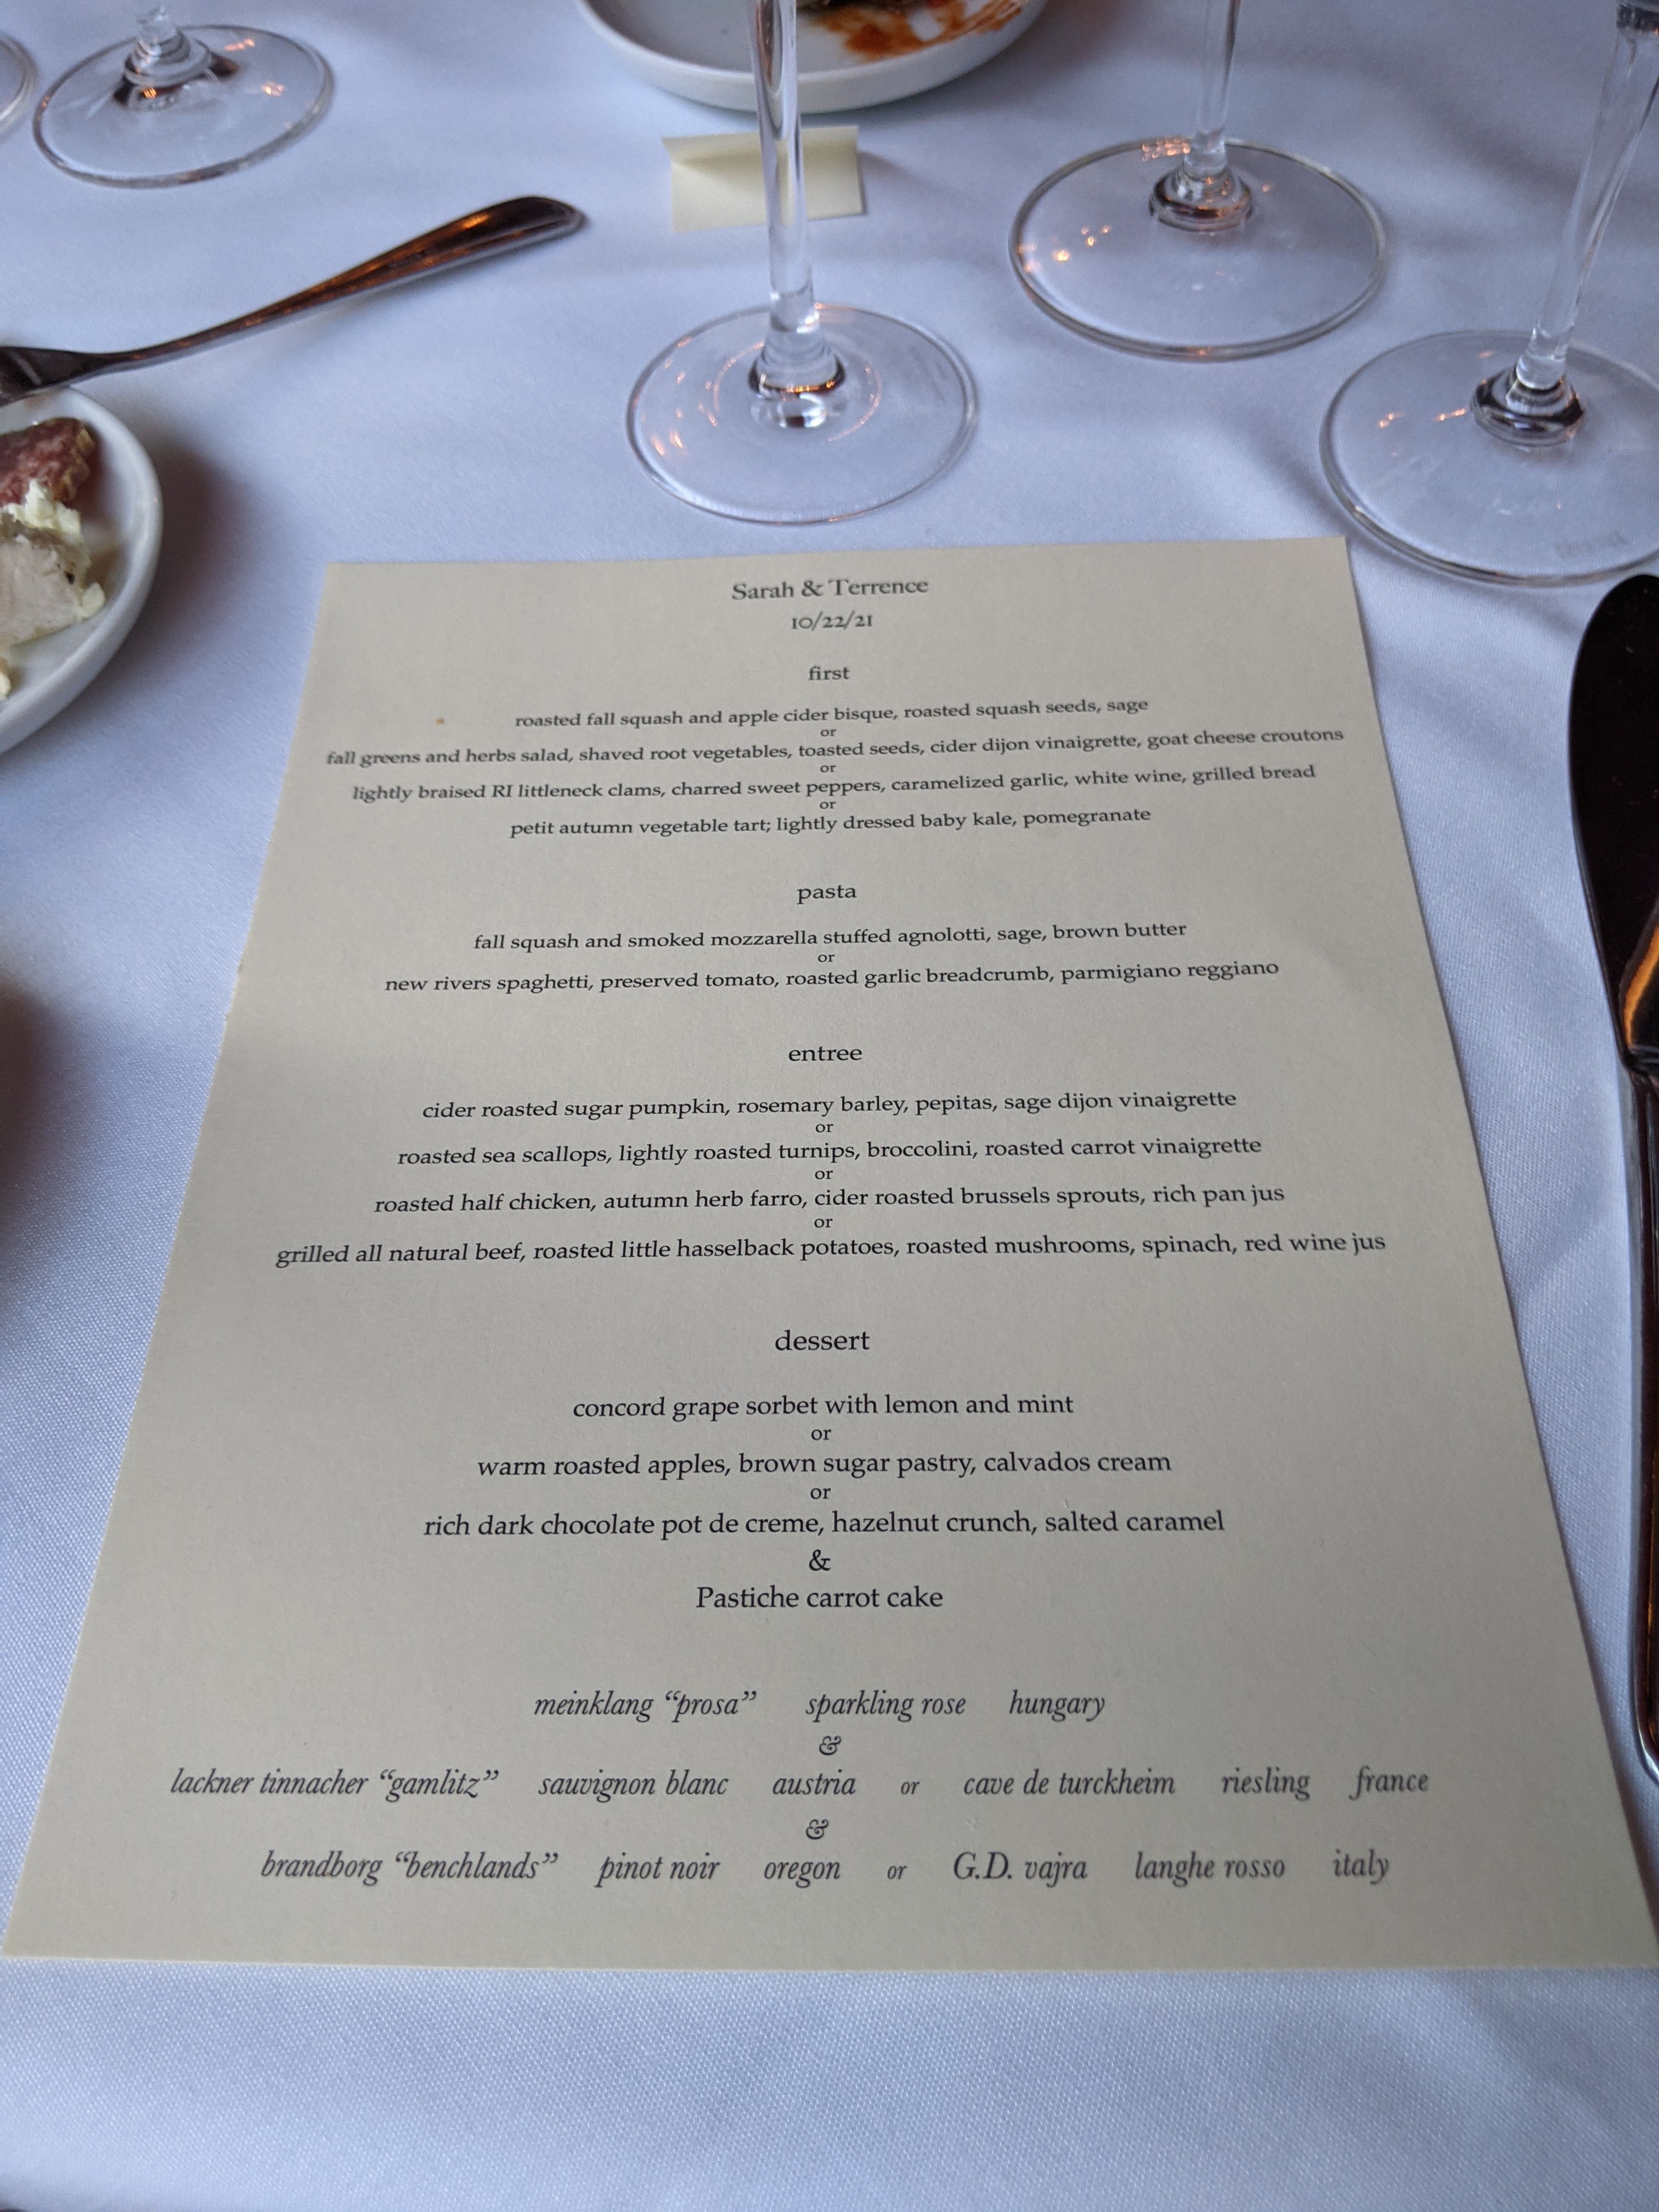 Sarah & Terrence
10/22/21
first
roasted fall squash and apple cider bisque, roasted squash seeds, sage
or
fall greens and herbs salad, shaved root vegetables, toasted seeds, cider dijon vinaigrette, goat cheese croutons
or
lightly braised RI littleneck clams, charred sweet peppers, caramelized garlic, white wine, grilled bread
or
petit autumn vegetable tart; lightly dressed baby kale, pomegranate
pasta
fall squash and smoked mozzarella stuffed agnolotti, sage, brown butter
or
new rivers spaghetti, preserved tomato, roasted garlic breadcrumb, parmigiano reggiano
entree
cider roasted sugar pumpkin, rosemary barley, pepitas, sage dijon vinaigrette
or
roasted sea scallops, lightly roasted turnips, broccolini, roasted carrot vinaigrette
or
roasted half chicken, autumn herb farro, cider roasted brussels sprouts, rich pan jus
or
grilled all natural beef, roasted little hasselback potatoes, roasted mushrooms, spinach, red wine jus
dessert
concord grape sorbet with lemon and mint
or
warm roasted apples, brown sugar pastry, calvados cream
or
rich dark chocolate pot de creme, hazelnut crunch, salted caramel
&
Pastiche carrot cake
meinklang “prosa” sparkling rose hungary
&
lackner tinnacher “gamlitz” sauvignon blanc austria or cave de turckheim riesling france
&
brandborg “benchlands” pinot noir oregon or G.D. vajra langhe rosso italy